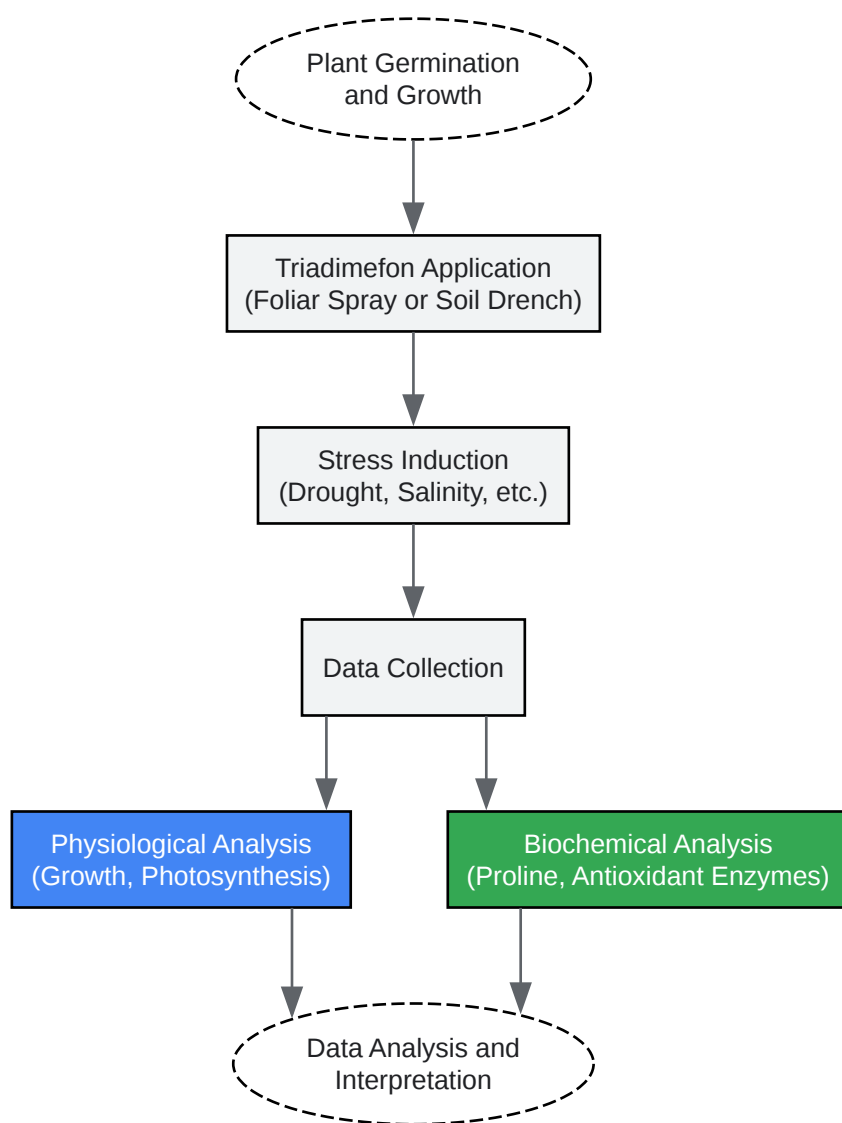 Plant Germination
and Growth
Triadimefon Application
(Foliar Spray or Soil Drench)
Stress Induction
(Drought, Salinity, etc.)
Data Collection
Physiological Analysis
(Growth, Photosynthesis)
Biochemical Analysis
(Proline, Antioxidant Enzymes)
Data Analysis and
Interpretation